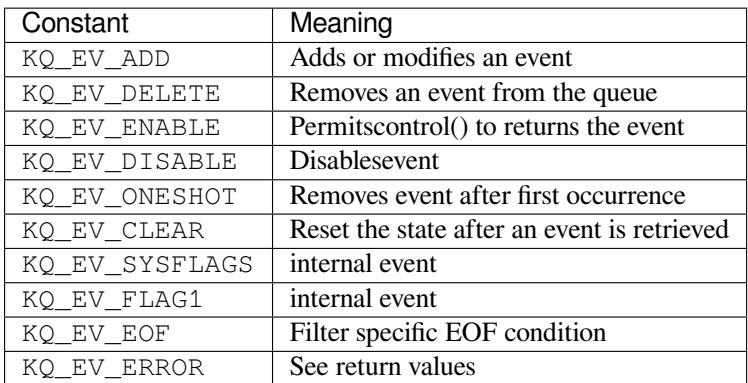 Constant Meaning
KQ_EV_ADD Adds or modifies an event
KQ_EV_DELETE Removes an event from the queue
KQ_EV_ENABLE Permitscontrol() to returns the event
KQ_EV_DISABLE Disablesevent
KQ_EV_ONESHOT Removes event after first occurrence
KQ_EV_CLEAR Reset the state after an event is retrieved
KQ_EV_SYSFLAGS internal event
KQ_EV_FLAG1 internal event
KQ_EV_EOF Filter specific EOF condition
KQ_EV_ERROR See return values